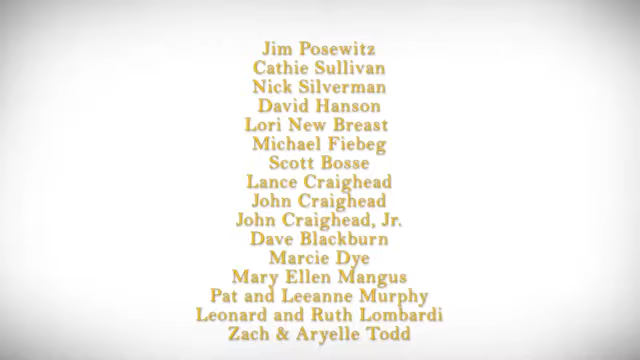 Jim Posewitz
Cathie Sullivan
Nick Silverman
David Hanson
Lori New Breast
Michael Fiebeg
Scott Bosse
Lance Craighead
John Craighead
John Craighead, Jr.
Dave Blackburn
Marcie Dye
Mary Ellen Mangus
Pat and Leeanne Murphy
Leonard and Ruth Lombardi
Zach & Aryelle Todd